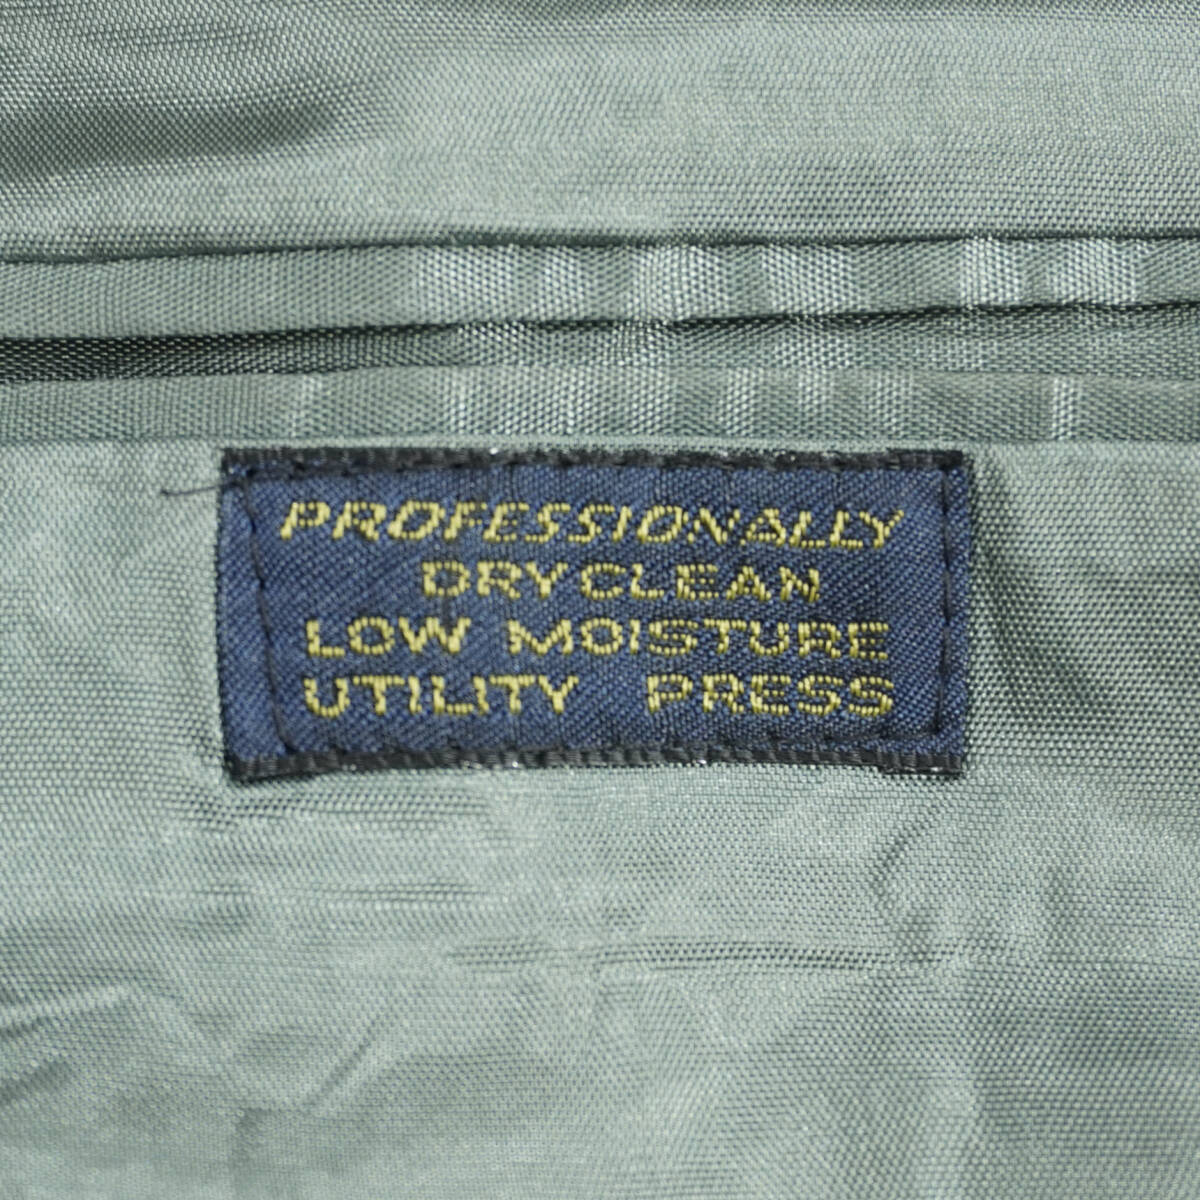 PROFESSIONALLY
DRY CLEAN
LOW MOISTURE
UTILITY PRESS